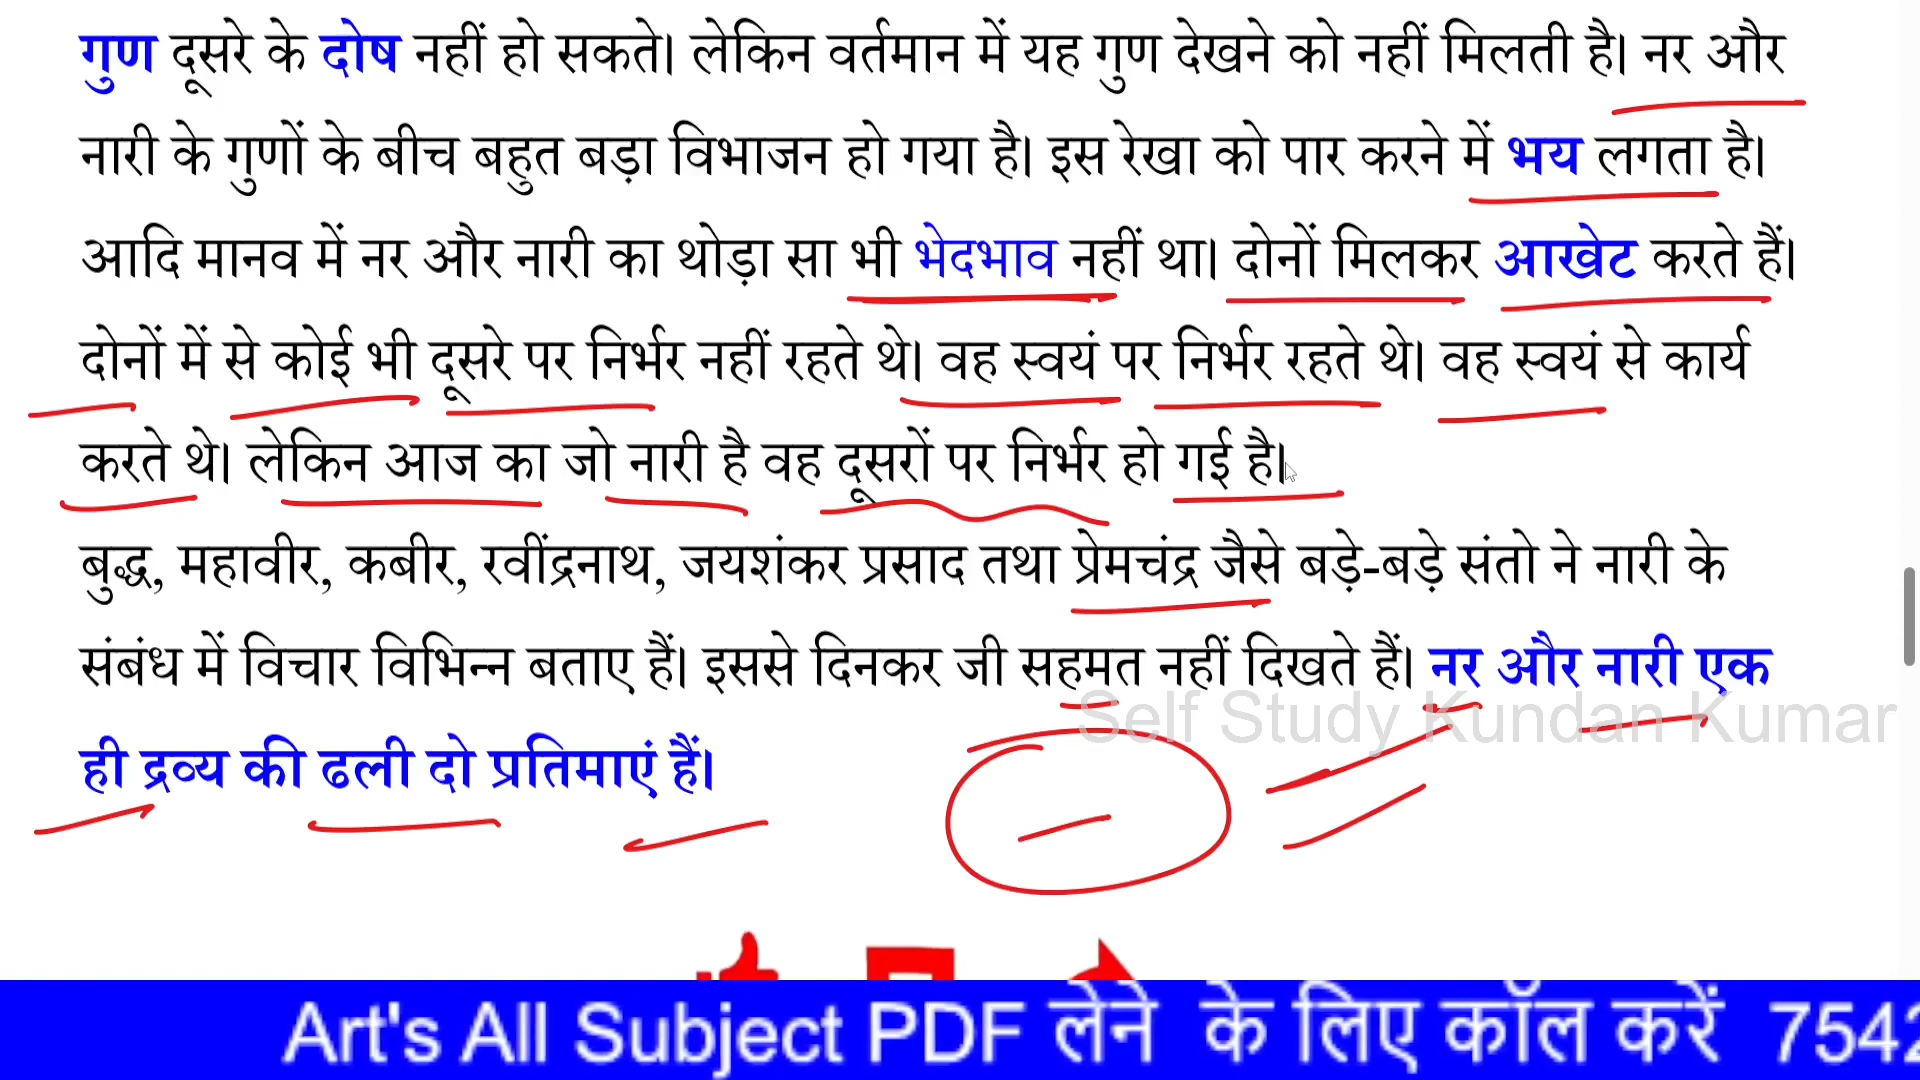 गुण दूसरे के दोष नहीं हो सकते। लेकिन वर्तमान में यह गुण देखने को नहीं मिलती है। नर और
नारी के गुणों के बीच बहुत बड़ा विभाजन हो गया है। इस रेखा को पार करने में भय लगता है।
आदि मानव में नर और नारी का थोड़ा सा भी भेदभाव नहीं था। दोनों मिलकर आखेट करते हैं।
दोनों में से कोई भी दूसरे पर निर्भर नहीं रहते थे। वह स्वयं पर निर्भर रहते थे। वह स्वयं से कार्य
करते थे। लेकिन आज का जो नारी है वह दूसरों पर निर्भर हो गई है।
बुद्ध, महावीर, कबीर, रवींद्रनाथ, जयशंकर प्रसाद तथा प्रेमचंद्र जैसे बड़े-बड़े संतो ने नारी के
संबंध में विचार विभिन्न बताए हैं। इससे दिनकर जी सहमत नहीं दिखते हैं। नर और नारी एक
Self Study Kundan Kumar
ही द्रव्य की ढली दो प्रतिमाएं हैं।
Art's All Subject PDF लेने के लिए कॉल करें 7542